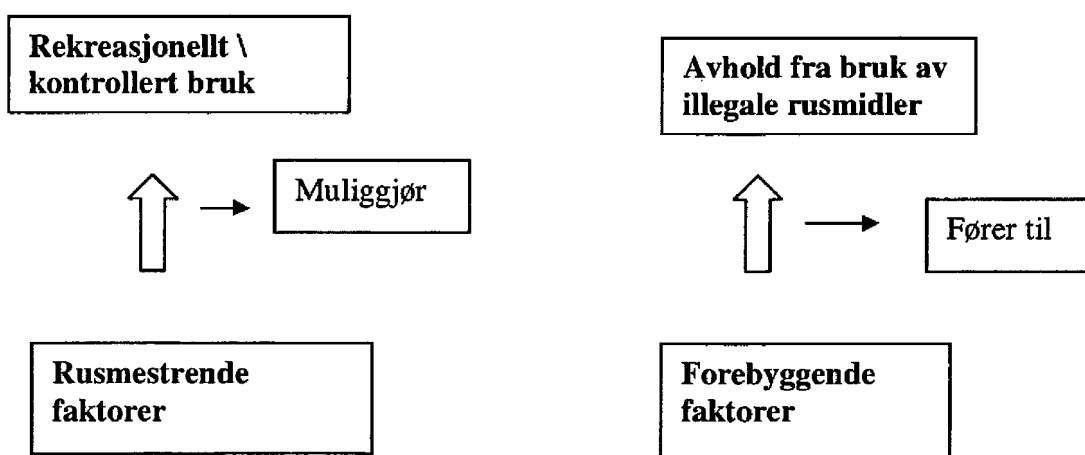 Rekreasjonellt \
kontrollert bruk
Avhold fra bruk av
illegale rusmidler
Muliggjør
Fører til
Rusmestrende
faktorer
Forebyggende
faktorer